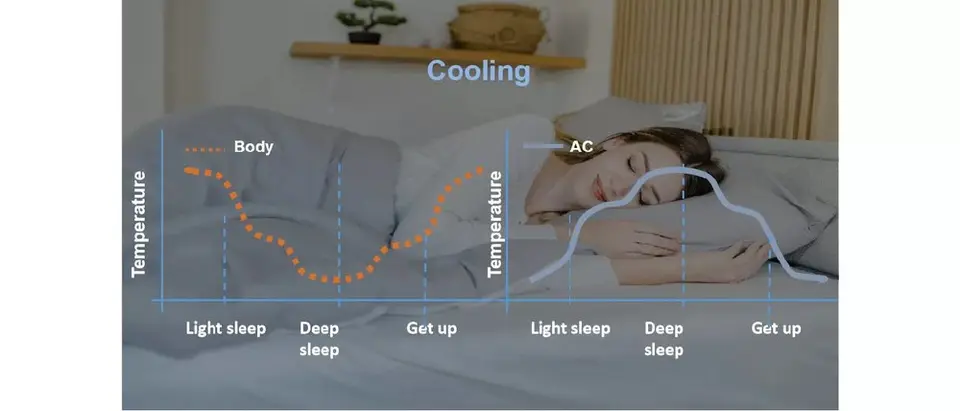 Cooling
Body
Temperature
Light sleep
Deep
sleep
Get up
AC
Temperature
Light sleep
Deep
sleep
Get up